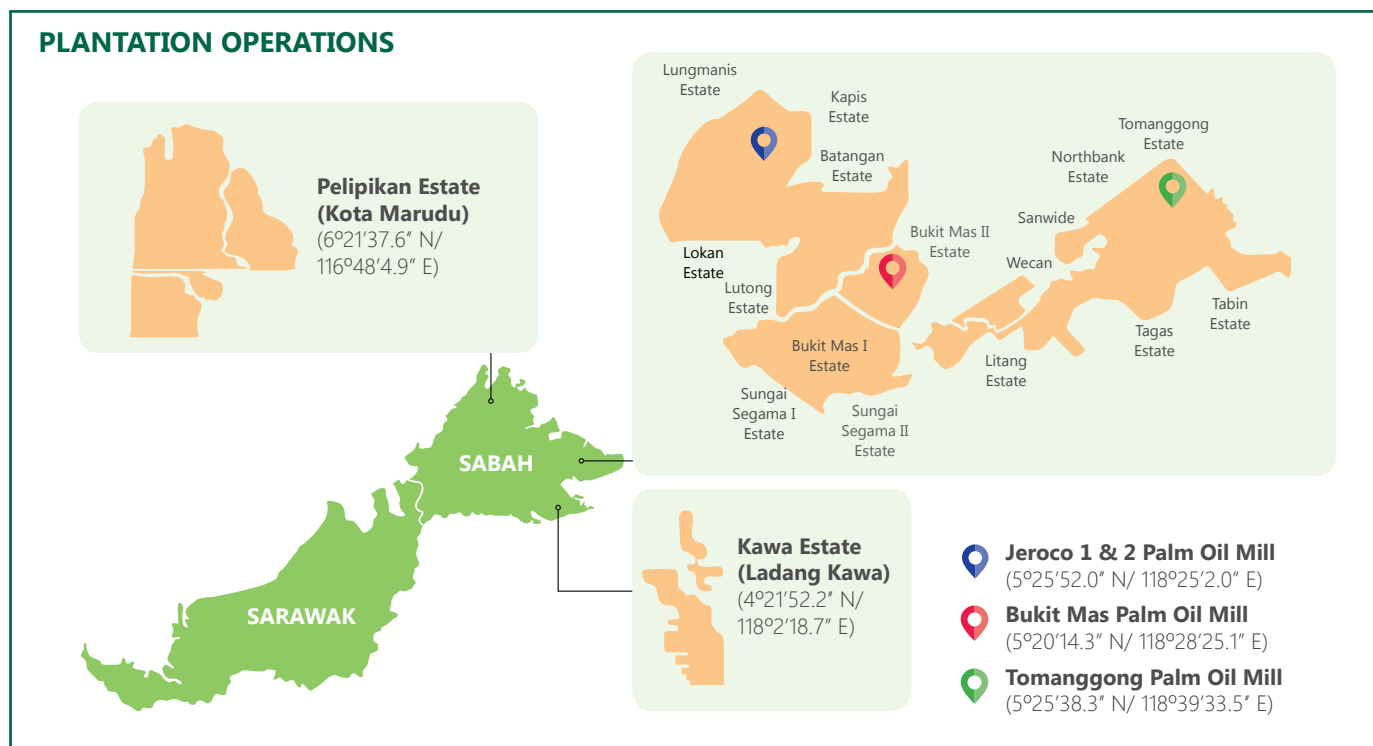 PLANTATION OPERATIONS
Pelipikan Estate
(Kota Marudu)
(6º21’37.6” N/
116º48’4.9” E)
Lungmanis
Estate
Kapis
Estate
Batangan
Estate
Lokan
Estate
Lutong
Estate
Bukit Mas II
Estate
Bukit Mas I
Estate
Sungai
Segama I
Estate
Sungai
Segama II
Estate
Tomanggong
Estate
Northbank
Estate
Sanwide
Wecan
Litang
Estate
Tagas
Estate
Tabin
Estate
SABAH
SARAWAK
Kawa Estate
(Ladang Kawa)
(4º21’52.2” N/
118º2’18.7” E)
Jeroco 1 & 2 Palm Oil Mill
(5º25’52.0” N/ 118º25’2.0” E)
Bukit Mas Palm Oil Mill
(5º20’14.3” N/ 118º28’25.1” E)
Tomanggong Palm Oil Mill
(5º25’38.3” N/ 118º39’33.5” E)